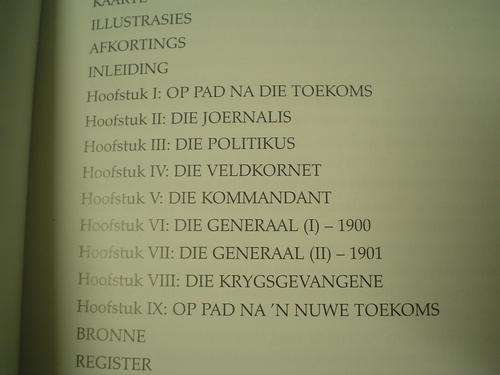 KAARTE
ILLUSTRASIES
AFKORTINGS
INLEIDING
Hoofstuk I: OP PAD NA DIE TOEKOMS
Hoofstuk II: DIE JOERNALIS
Hoofstuk III: DIE POLITIKUS
Hoofstuk IV: DIE VELDKORNET
Hoofstuk V: DIE KOMMANDANT
Hoofstuk VI: DIE GENERAAL (I) – 1900
Hoofstuk VII: DIE GENERAAL (II) – 1901
Hoofstuk VIII: DIE KRYGSGEVANGENE
Hoofstuk IX: OP PAD NA 'N NUWE TOEKOMS
BRONNE
REGISTER